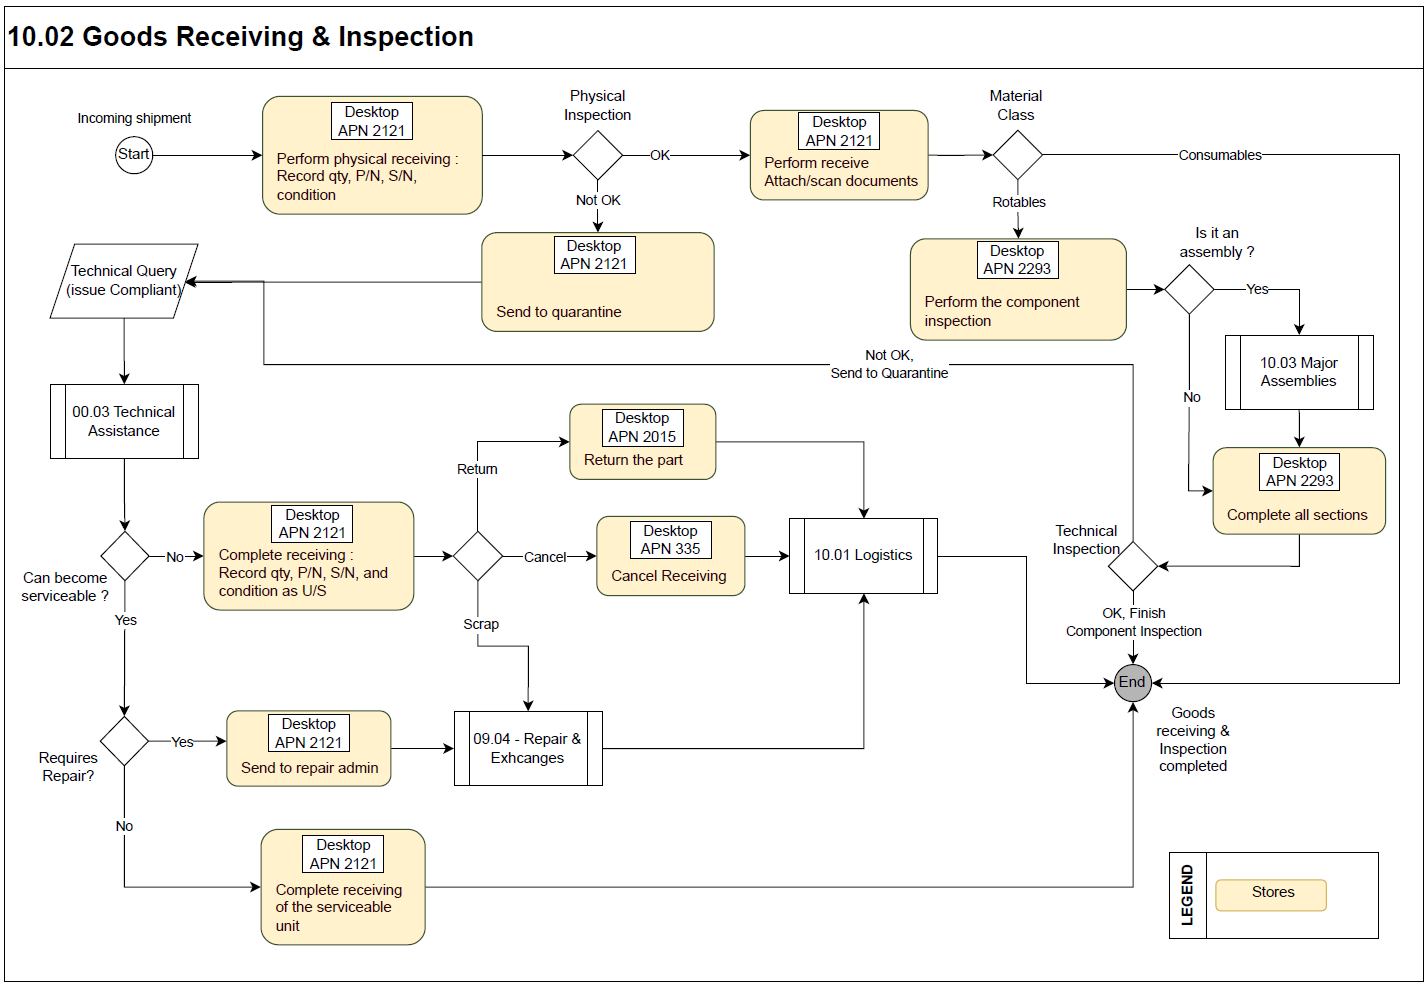 10.02 Goods Receiving & Inspection
Incoming shipment
Start
Desktop
APN 2121
Perform physical receiving :
Record qty, P/N, S/N,
condition
Physical
Inspection
OK
Not OK
Desktop
APN 2121
Perform receive
Attach/scan documents
Material
Class
Consumables
Rotables
Desktop
APN 2121
Send to quarantine
Technical Query
(issue Compliant)
Desktop
APN 2293
Perform the component
inspection
Is it an
assembly ?
Yes
No
10.03 Major
Assemblies
Not OK,
Send to Quarantine
00.03 Technical
Assistance
Desktop
APN 2015
Return the part
Return
Desktop
APN 2293
Complete all sections
Can become
serviceable ?
No
Yes
Desktop
APN 2121
Complete receiving :
Record qty, P/N, S/N, and
condition as U/S
Cancel
Scrap
Desktop
APN 335
Cancel Receiving
10.01 Logistics
Technical
Inspection
OK, Finish
Component Inspection
End
Goods
receiving &
Inspection
completed
Requires
Repair?
Yes
No
Desktop
APN 2121
Send to repair admin
09.04 - Repair &
Exhcanges
Desktop
APN 2121
Complete receiving
of the serviceable
unit
LEGEND
Stores